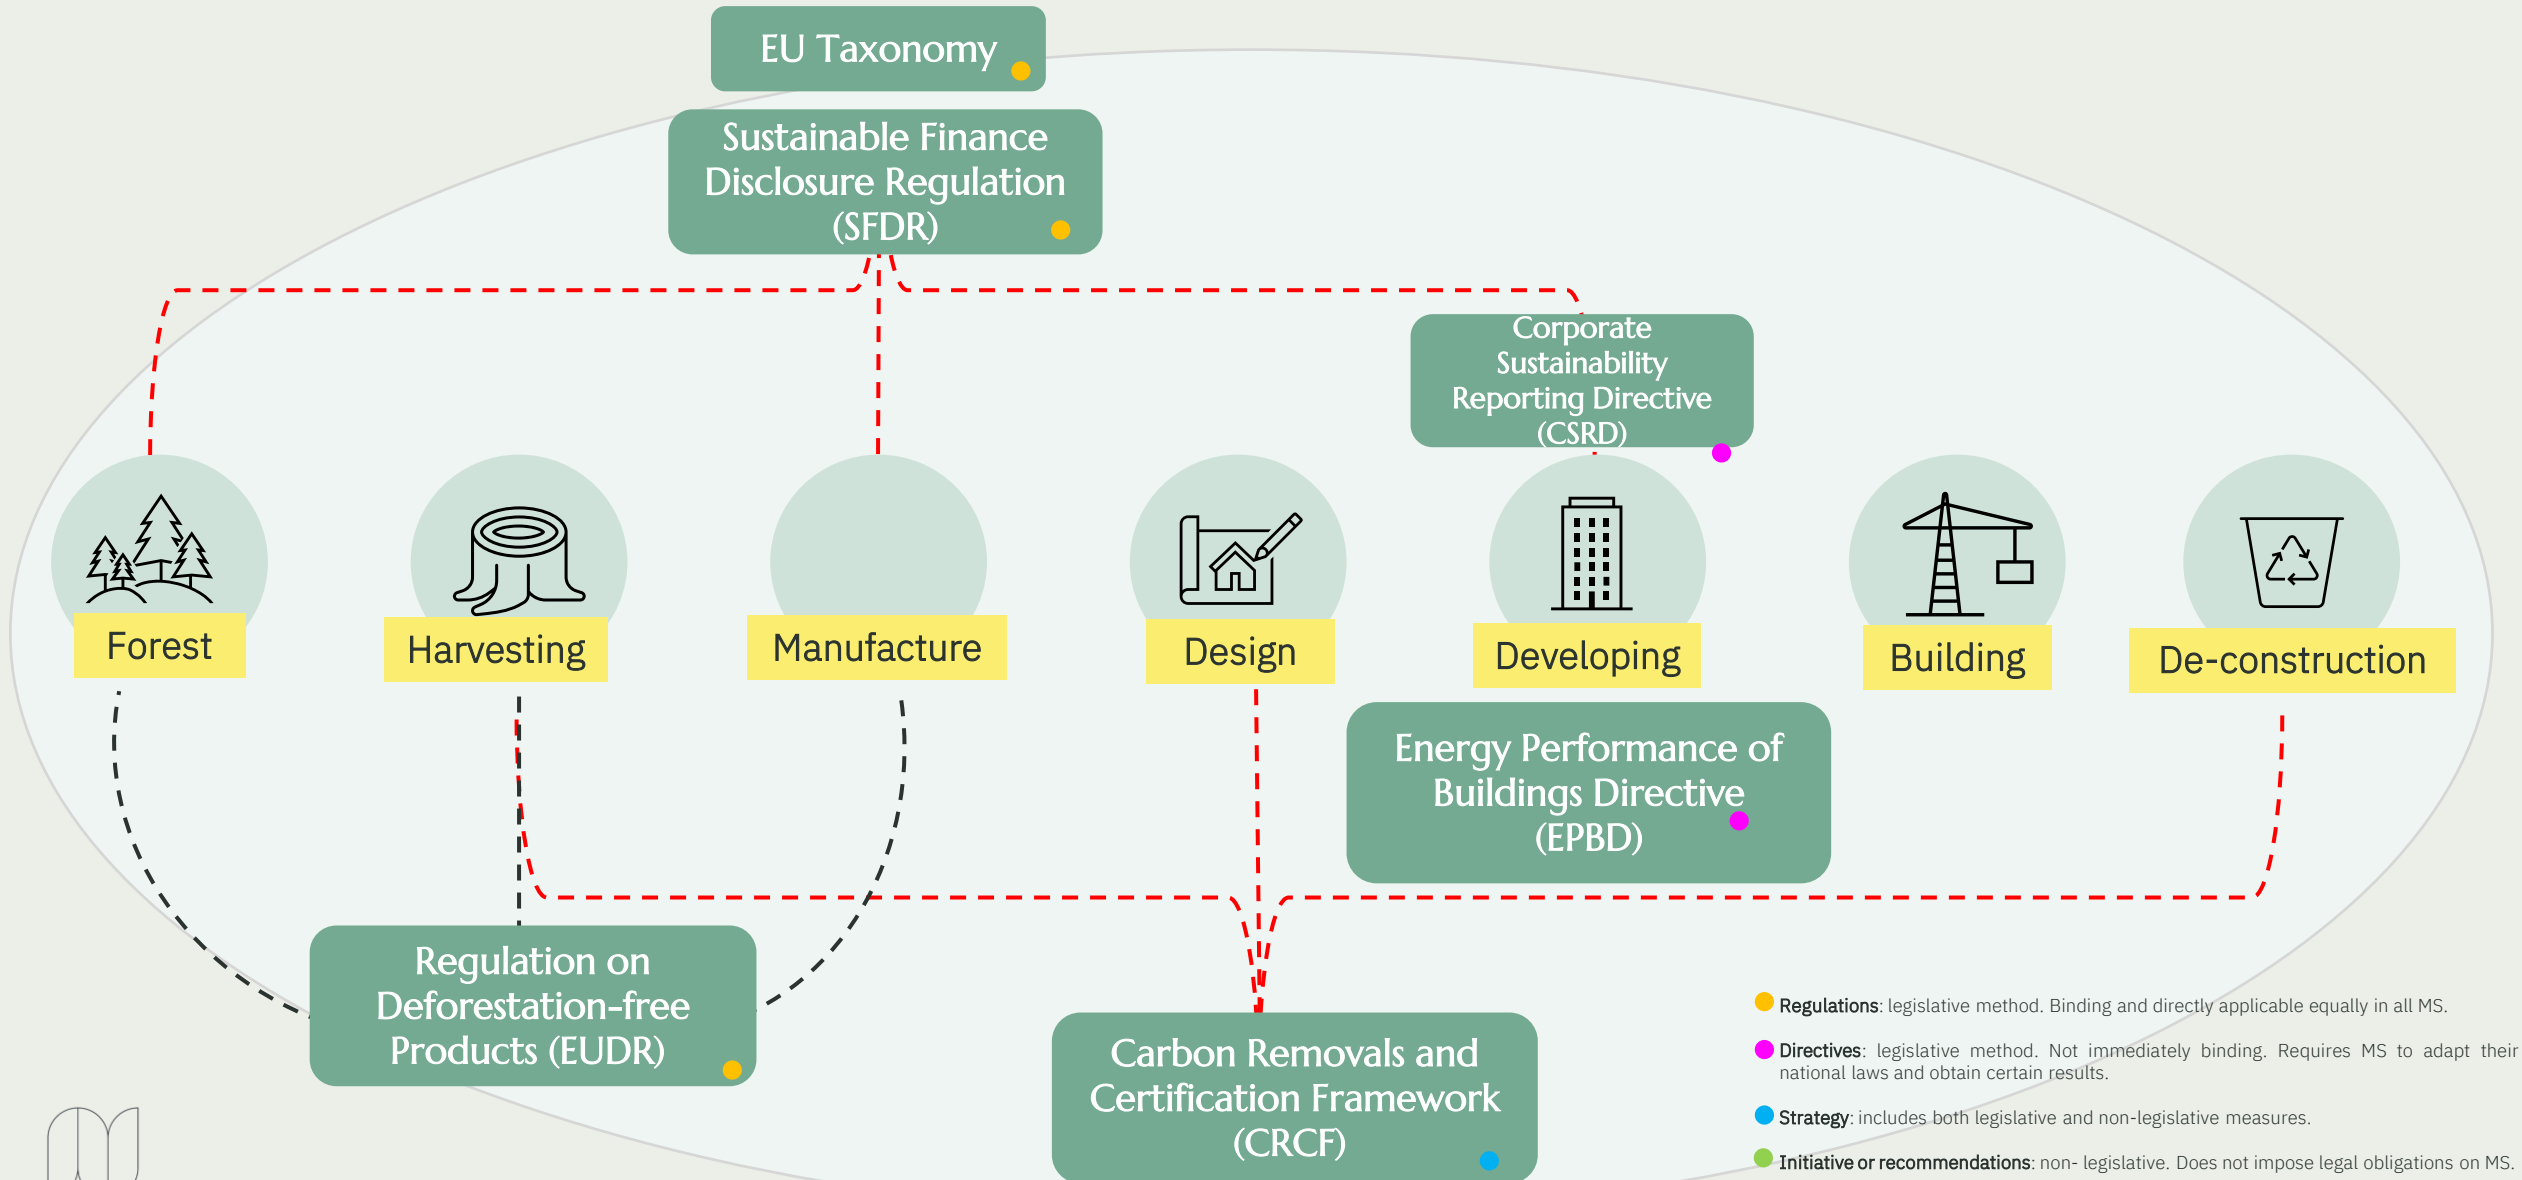 EU Taxonomy
Sustainable Finance
Disclosure Regulation
(SFDR)
Corporate
Sustainability
Reporting Directive
(CSRD)
Forest
Harvesting
Manufacture
Design
Developing
Building
De-construction
Energy Performance of
Buildings Directive
(EPBD)
Regulation on
Deforestation-free
Products (EUDR)
Carbon Removals and
Certification Framework
(CRCF)
Regulations: legislative method. Binding and directly applicable equally in all MS.
Directives: legislative method. Not immediately binding. Requires MS to adapt their
national laws and obtain certain results.
Strategy: includes both legislative and non-legislative measures.
Initiative or recommendations: non- legislative. Does not impose legal obligations on MS.